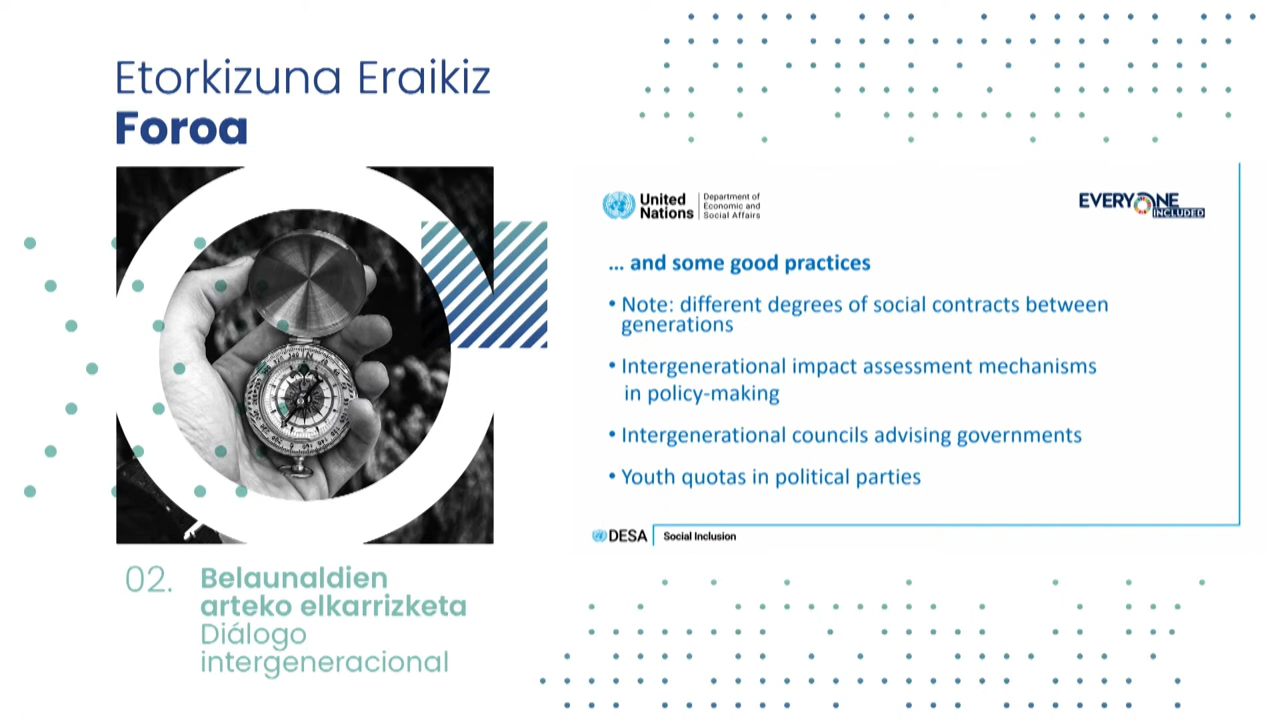 Etorkizuna Eraikiz
Foroa
United
Nations
Department of
Economic and
Social Affairs
EVERYONE
INCLUDED
... and some good practices
• Note: different degrees of social contracts between
generations
• Intergenerational impact assessment mechanisms
in policy-making
• Intergenerational councils advising governments
• Youth quotas in political parties
DESA
Social Inclusion
02.
Belaunaldien
arteko elkarrizketa
Diálogo
intergeneracional